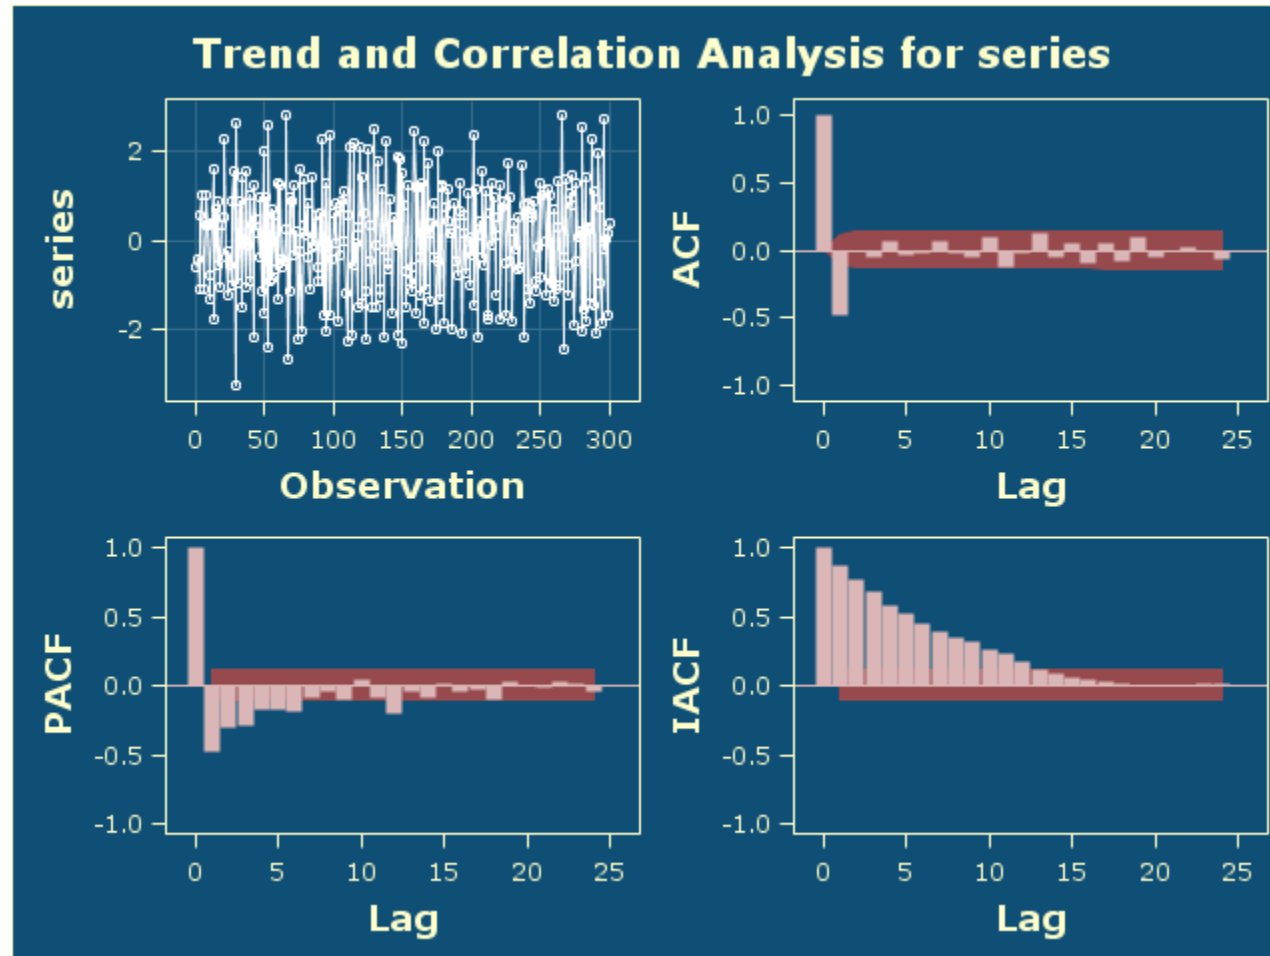 Trend and Correlation Analysis for series
series
2
0
-2
0 50 100 150 200 250 300
Observation
ACF
1.0
0.5
0.0
-0.5
-1.0
0 5 10 15 20 25
Lag
PACF
1.0
0.5
0.0
-0.5
-1.0
0 5 10 15 20 25
Lag
IACF
1.0
0.5
0.0
-0.5
-1.0
0 5 10 15 20 25
Lag